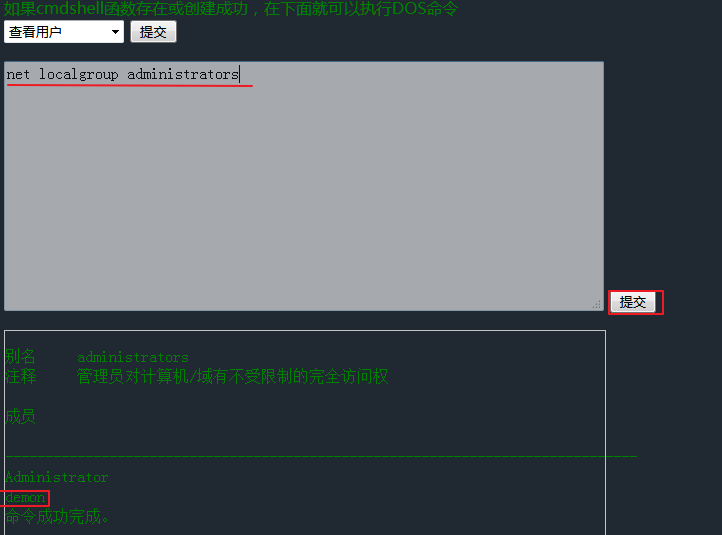 如果cmdshell函数存在或创建成功，在下面就可以执行DOS命令
查看用户 提交
net localgroup administrators
提交
别名 administrators
注释 管理员对计算机/域有不受限制的完全访问权
成员
-------------------------------------------------------------------------------
Administrator
demon
命令成功完成。